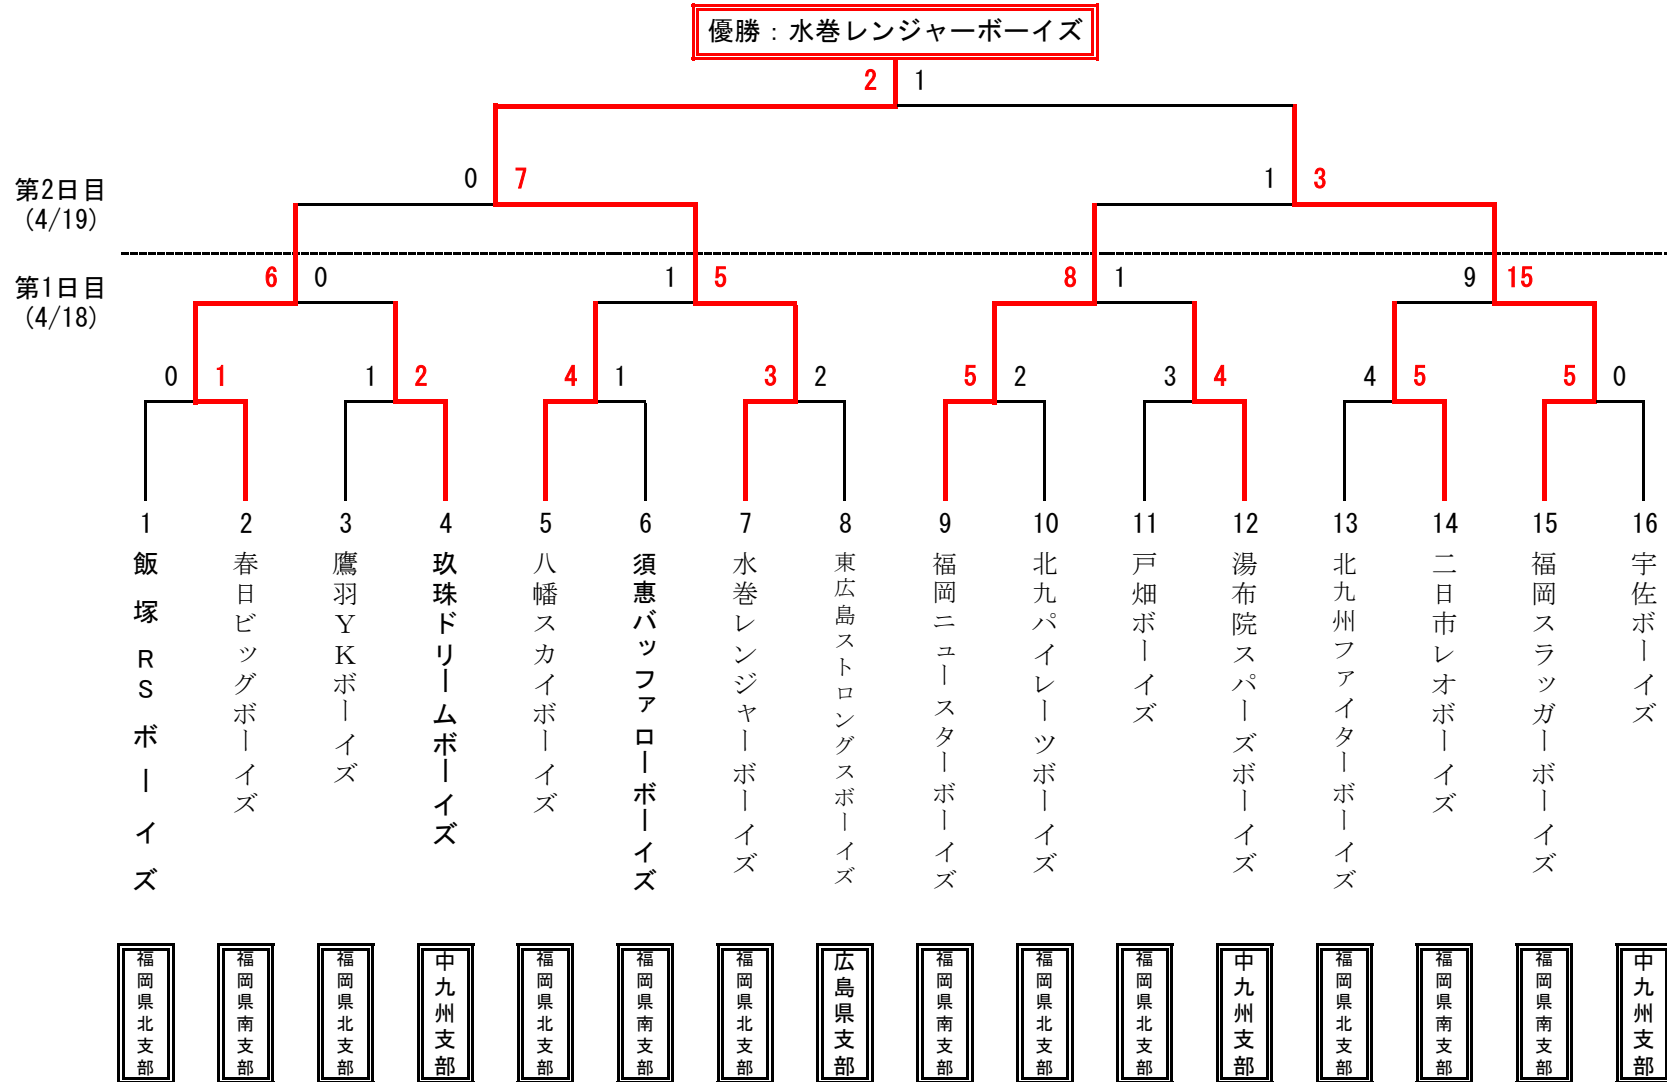 優勝：水巻レンジャーボーイズ
2 1
第2日目
(4/19)
0 7 1 3
第1日目
(4/18)
6 0 1 5 8 1 9 15
0 1 1 2 4 1 3 2 5 2 3 4 4 5 5 0
1 2 3 4 5 6 7 8 9 10 11 12 13 14 15 16
飯塚RSボーイズ
春日ビッグボーイズ
鷹羽YKボーイズ
玖珠ドリームボーイズ
八幡スカイボーイズ
須惠バッファローボーイズ
水巻レンジャーボーイズ
東広島ストロングスボーイズ
福岡ニュースターボーイズ
北九パイレーツボーイズ
戸畑ボーイズ
湯布院スパーズボーイズ
北九州ファイターボーイズ
二日市レオボーイズ
福岡スラッガーボーイズ
宇佐ボーイズ
福岡県北支部
福岡県南支部
福岡県北支部
中九州支部
福岡県北支部
福岡県南支部
福岡県北支部
広島県支部
福岡県南支部
福岡県北支部
福岡県北支部
中九州支部
福岡県北支部
福岡県南支部
福岡県南支部
中九州支部